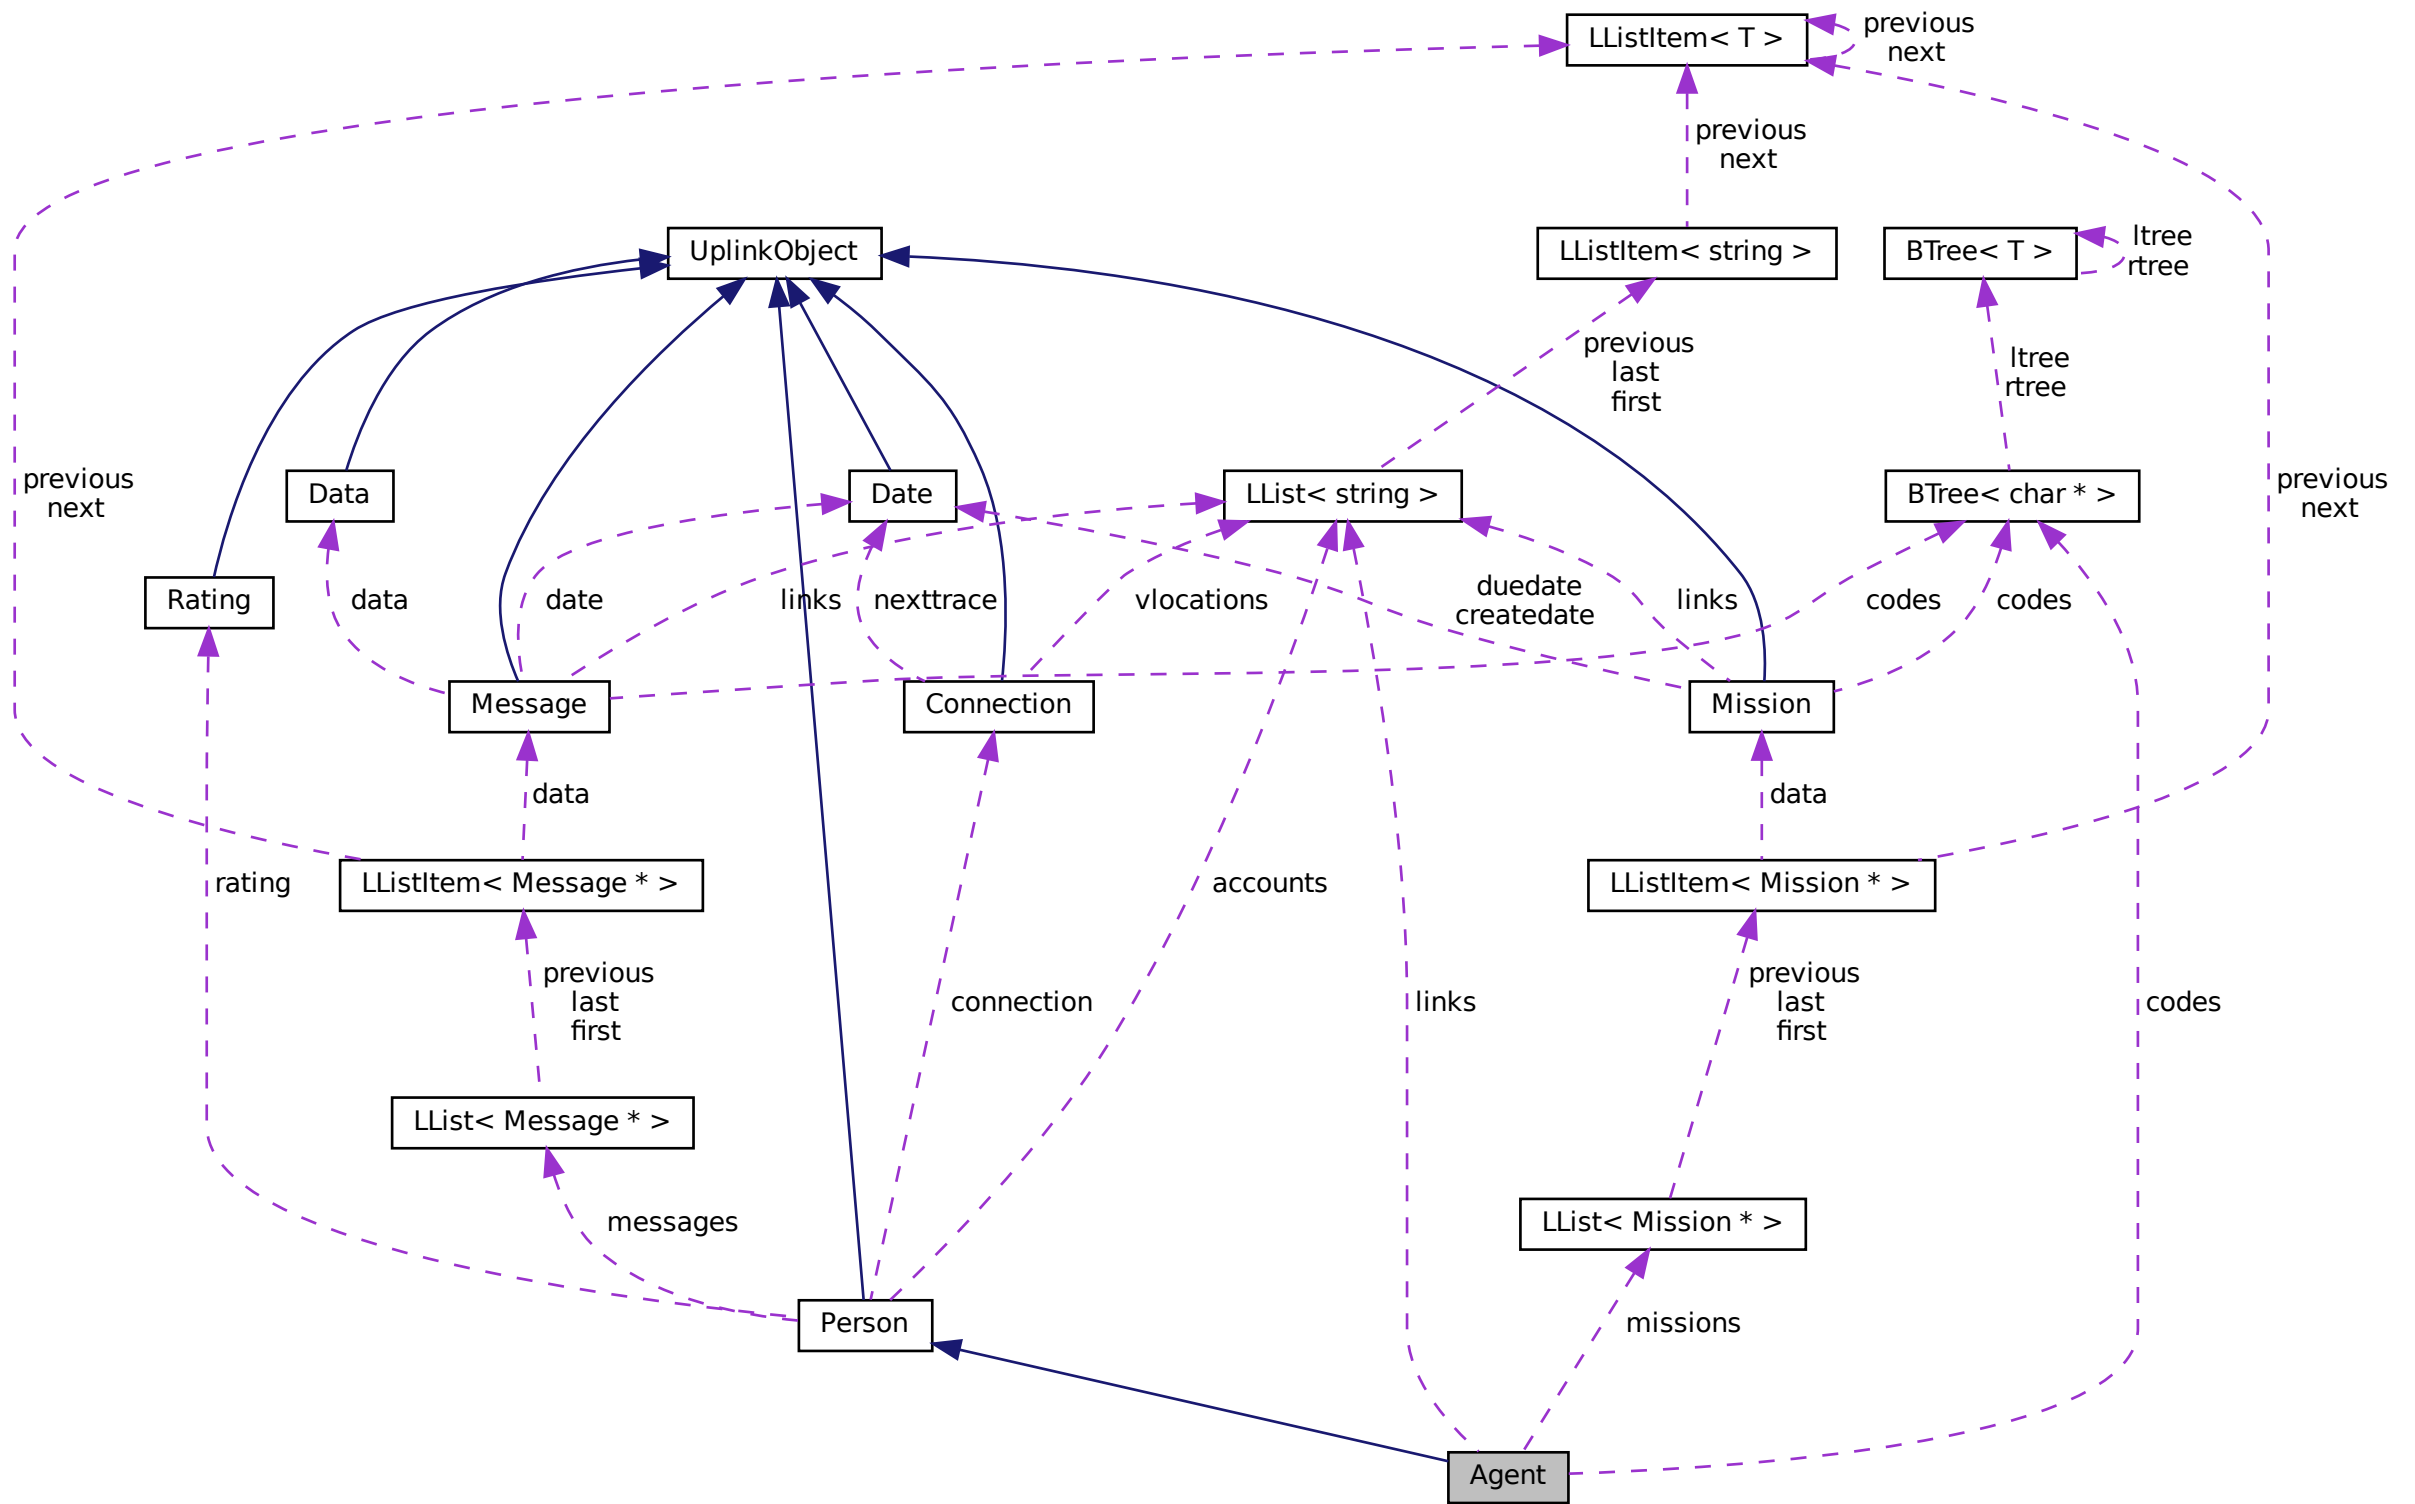 LListItem< T >
previous
next
previous
next
UplinkObject
LListItem< string >
BTree< T >
ltree
rtree
previous
last
first
ltree
rtree
previous
next
Data
Date
LList< string >
BTree< char * >
previous
next
Rating
data
date
links
nexttrace
vlocations
duedate
createdate
links
codes
codes
Message
Connection
Mission
data
data
LListItem< Message * >
rating
accounts
LListItem< Mission * >
previous
last
first
connection
links
previous
last
first
codes
LList< Message * >
messages
LList< Mission * >
Person
missions
Agent